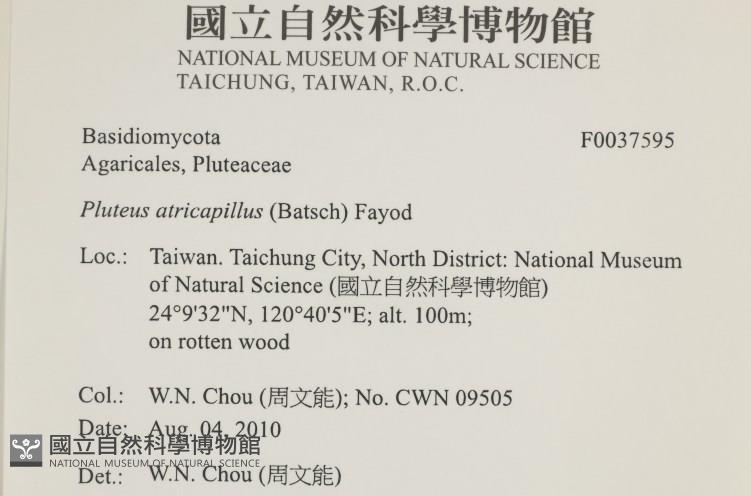 國立自然科學博物館
NATIONAL MUSEUM OF NATURAL SCIENCE
TAICHUNG, TAIWAN, R.O.C.
Basidiomycota F0037595
Agaricales, Pluteaceae
Pluteus atricapillus (Batsch) Fayod
Loc.: Taiwan. Taichung City, North District: National Museum
of Natural Science (國立自然科學博物館)
24°9'32"N, 120°40'5"E; alt. 100m;
on rotten wood
Col.: W.N. Chou (周文能); No. CWN 09505
Date: Aug. 04, 2010
國立自然科學博物館
NATIONAL MUSEUM OF NATURAL SCIENCE
Det.: W.N. Chou (周文能)